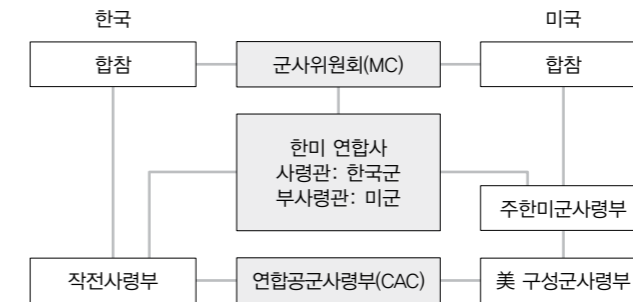 한국
미국
합참
군사위원회(MC)
합참
한미 연합사
사령관: 한국군
부사령관: 미군
주한미군사령부
작전사령부
연합공군사령부(CAC)
美 구성군사령부